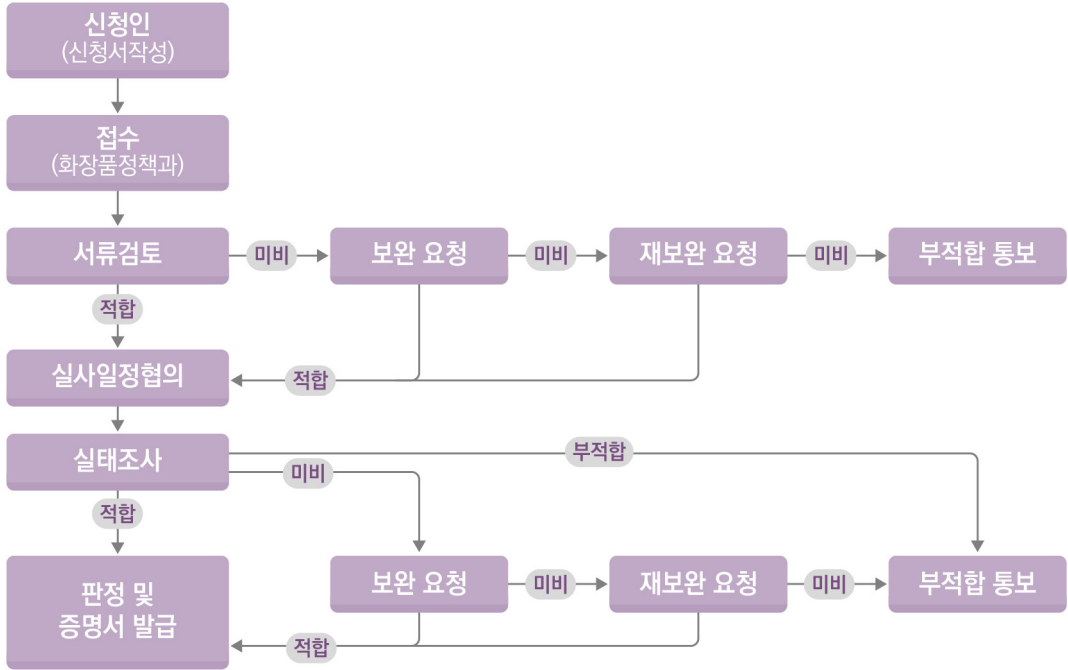 신청인
(신청서작성)
접수
(화장품정책과)
서류검토
미비
보완 요청
미비
재보완 요청
미비
부적합 통보
적합
실사일정협의
적합
실태조사
부적합
미비
적합
판정 및
증명서 발급
보완 요청
미비
재보완 요청
미비
부적합 통보
적합